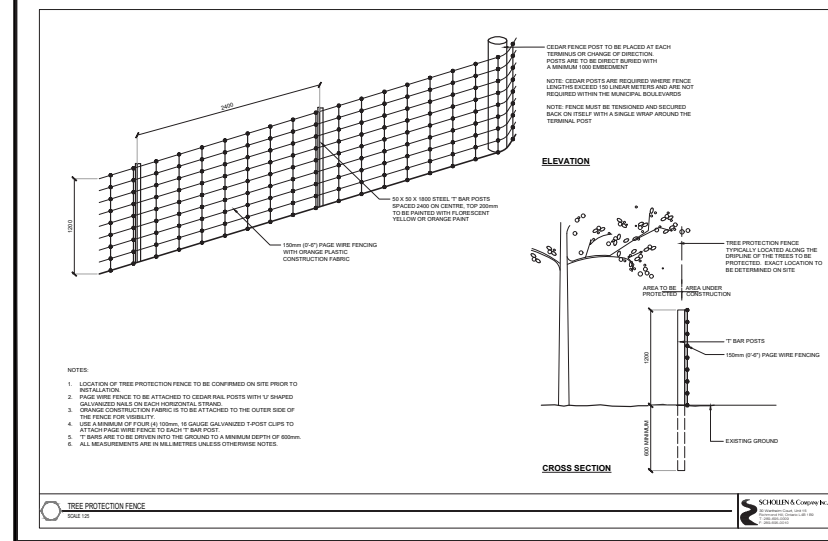 CEDAR FENCE POST TO BE PLACED AT EACH
TERMINUS OR CHANGE OF DIRECTION.
POSTS ARE TO BE DIRECT BURIED WITH
A MINIMUM 1000 EMBEDMENT
NOTE: CEDAR POSTS ARE REQUIRED WHERE FENCE
LENGTHS EXCEED 150 LINEAR METERS AND ARE NOT
REQUIRED WITHIN THE MUNICIPAL BOULEVARDS
NOTE: FENCE MUST BE TENSIONED AND SECURED
BACK ON ITSELF WITH A SINGLE WRAP AROUND THE
TERMINAL POST
2400
ELEVATION
1200
50 X 50 X 1800 STEEL 'T' BAR POSTS
SPACED 2400 ON CENTRE, TOP 200mm
TO BE PAINTED WITH FLORESCENT
YELLOW OR ORANGE PAINT
150mm (0'-6") PAGE WIRE FENCING
WITH ORANGE PLASTIC
CONSTRUCTION FABRIC
TREE PROTECTION FENCE
TYPICALLY LOCATED ALONG THE
DRIPLINE OF THE TREES TO BE
PROTECTED. EXACT LOCATION TO
BE DETERMINED ON SITE
AREA TO BE
PROTECTED
AREA UNDER
CONSTRUCTION
'T' BAR POSTS
150mm (0'-6") PAGE WIRE FENCING
1200
600 MINIMUM
EXISTING GROUND
CROSS SECTION
NOTES:
1. LOCATION OF TREE PROTECTION FENCE TO BE CONFIRMED ON SITE PRIOR TO
INSTALLATION.
2. PAGE WIRE FENCE TO BE ATTACHED TO CEDAR RAIL POSTS WITH 'U' SHAPED
GALVANIZED NAILS ON EACH HORIZONTAL STRAND.
3. ORANGE CONSTRUCTION FABRIC IS TO BE ATTACHED TO THE OUTER SIDE OF
THE FENCE FOR VISIBILITY.
4. USE A MINIMUM OF FOUR (4) 100mm, 16 GAUGE GALVANIZED T-POST CLIPS TO
ATTACH PAGE WIRE FENCE TO EACH 'T' BAR POST.
5. 'T' BARS ARE TO BE DRIVEN INTO THE GROUND TO A MINIMUM DEPTH OF 600mm.
6. ALL MEASUREMENTS ARE IN MILLIMETRES UNLESS OTHERWISE NOTES.
TREE PROTECTION FENCE
SCALE 1:25
SCHOLLEN & Company Inc.